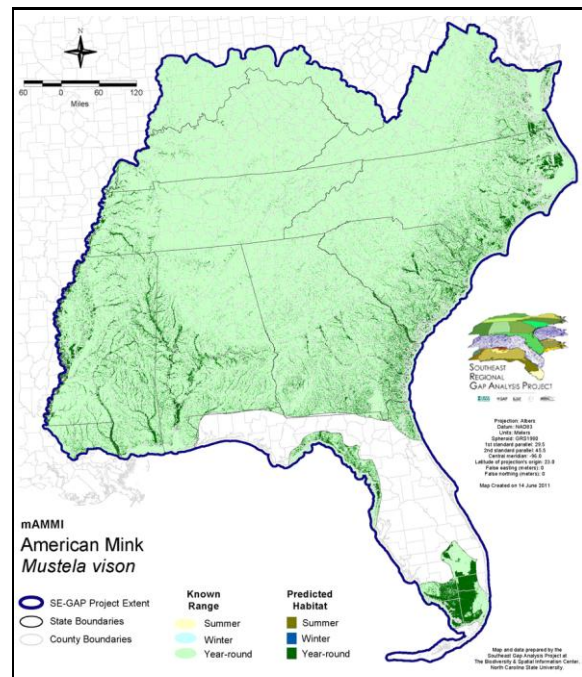 N
60 0 60 120
Miles
SOUTHEAST
REGIONAL
GAP ANALYSIS PROJECT
Projection: Albers
Datum: NAD83
Units: Meters
Spheroid: GRS1980
1st standard parallel: 29.5
2nd standard parallel: 45.5
Central meridian: -96.0
Latitude of projection's origin: 23.0
False easting (meters): 0
False northing (meters): 0
Map Created on 14 June 2011
mAMMI
American Mink
Mustela vison
SE-GAP Project Extent
State Boundaries
County Boundaries
Known
Range
Summer
Winter
Year-round
Predicted
Habitat
Summer
Winter
Year-round
Map and data prepared by the
Southeast Gap Analysis Project at
The Biodiversity & Spatial Information Center,
North Carolina State University.